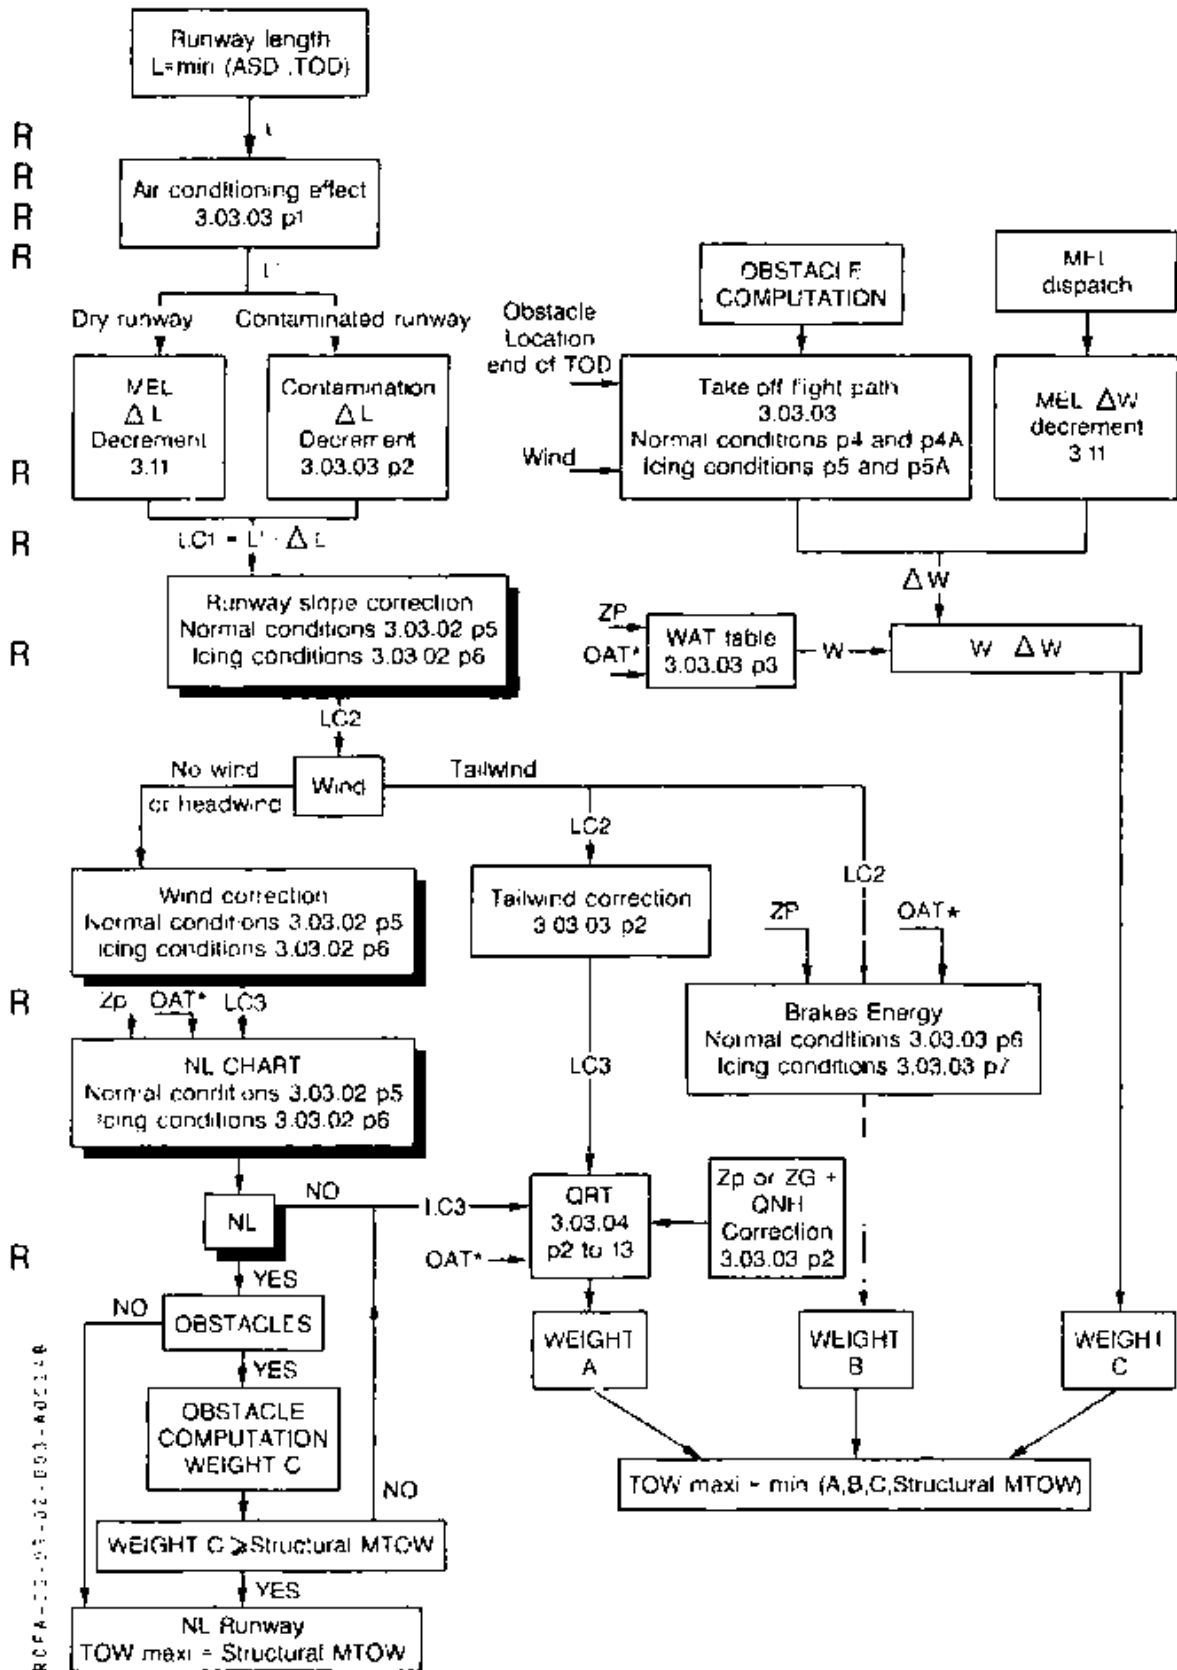 Runway length
L=min (ASD ,TOD)
L
R
R
R
R
Air conditioning effect
3.03.03 p1
L'
Dry runway
Contaminated runway
MEL
Δ L
Decrement
3.11
Contamination
Δ L
Decrement
3.03.03 p2
R
R
LC1 = L' - Δ L
Runway slope correction
Normal conditions 3.03.02 p5
Icing conditions 3.03.02 p6
R
LC2
OBSTACLE
COMPUTATION
MEL
dispatch
Obstacle
Location
end of TOD
Wind
Take off flight path
3.03.03
Normal conditions p4 and p4A
Icing conditions p5 and p5A
MEL ΔW
decrement
3.11
ΔW
ZP
OAT*
WAT table
3.03.03 p3
W
W ΔW
No wind
or headwind
Wind
Tailwind
LC2
LC2
Wind correction
Normal conditions 3.03.02 p5
Icing conditions 3.03.02 p6
Tailwind correction
3.03.03 p2
ZP
OAT*
R
Zp
OAT*
LC3
Brakes Energy
Normal conditions 3.03.03 p6
Icing conditions 3.03.03 p7
NL CHART
Normal conditions 3.03.02 p5
Icing conditions 3.03.02 p6
LC3
NL
NO
LC3
QRT
3.03.04
p2 to 13
OAT*
Zp or ZG +
QNH
Correction
3.03.03 p2
R
YES
NO
OBSTACLES
YES
WEIGHT
A
WEIGHT
B
WEIGHT
C
OBSTACLE
COMPUTATION
WEIGHT C
NO
TOW maxi = min (A,B,C,Structural MTOW)
WEIGHT C ⩾Structural MTOW
YES
NL Runway
TOW maxi = Structural MTOW